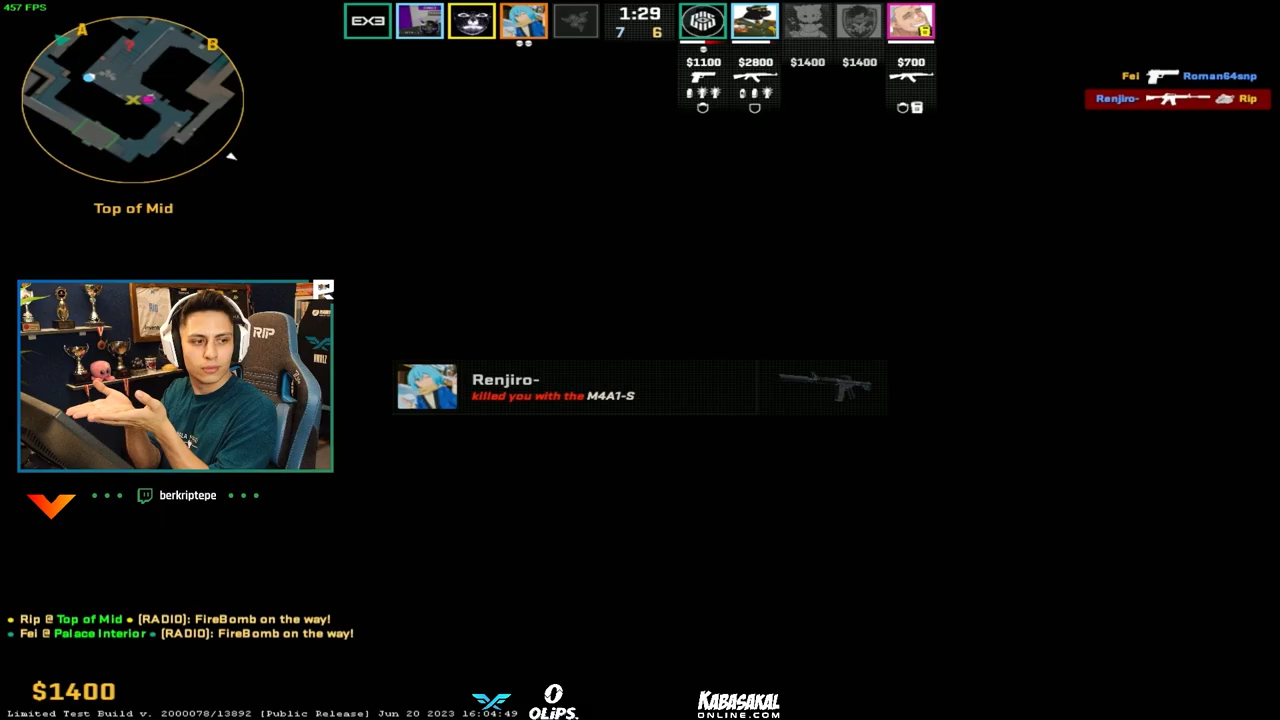 457 FPS
A
B
Top of Mid
EXE
1:29
7 6
$1100 $2800 $1400 $1400 $700
Fei Roman64snp
Renjiro- Rip
RIP
Renjiro-
killed you with the M4A1-S
berkriptepe
Rip @ Top of Mid (RADIO): FireBomb on the way!
Fei @ Palace Interior (RADIO): FireBomb on the way!
$1400
Limited Test Build v. 2000078/13892 [Public Release] Jun 20 2023 16:04:49
OLiPS.
KABASAKAL
ONLINE.COM